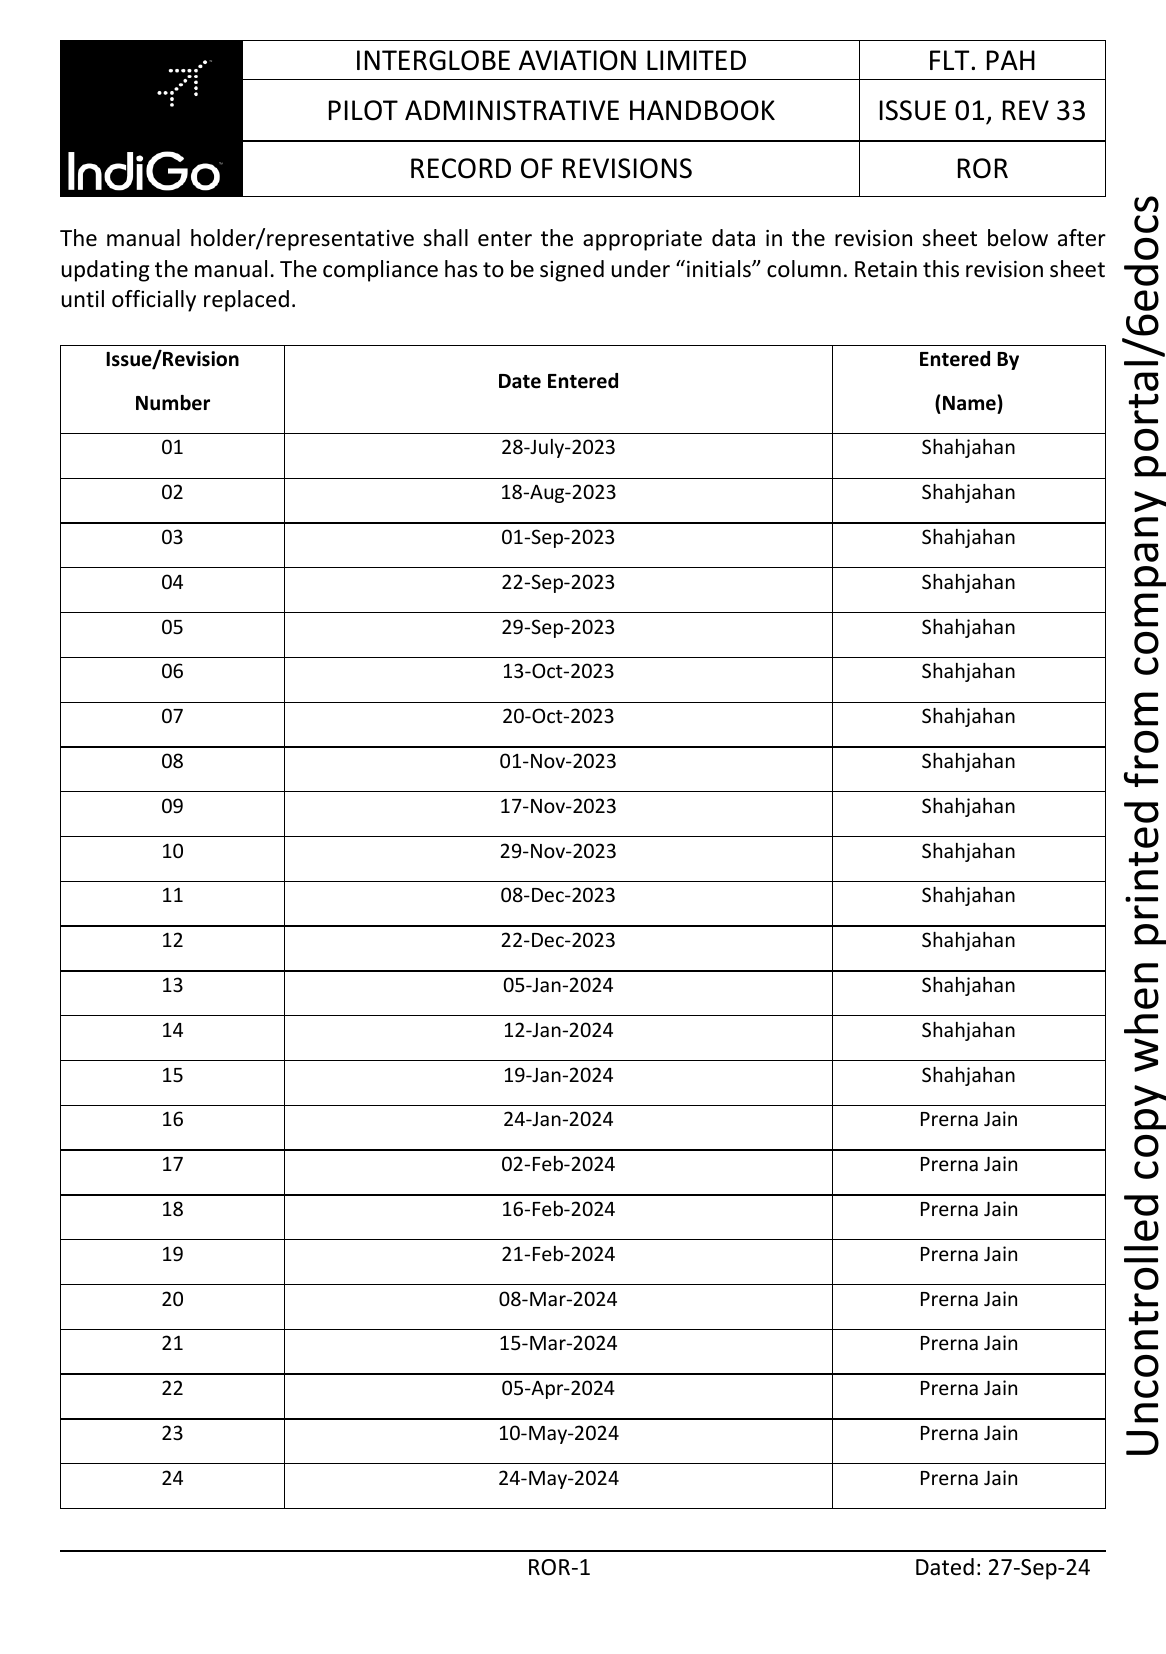 IndiGo
INTERGLOBE AVIATION LIMITED
FLT. PAH
PILOT ADMINISTRATIVE HANDBOOK
ISSUE 01, REV 33
RECORD OF REVISIONS
ROR
The manual holder/representative shall enter the appropriate data in the revision sheet below after
updating the manual. The compliance has to be signed under “initials” column. Retain this revision sheet
until officially replaced.
Issue/Revision
Number
Date Entered
Entered By
(Name)
01 28-July-2023 Shahjahan
02 18-Aug-2023 Shahjahan
03 01-Sep-2023 Shahjahan
04 22-Sep-2023 Shahjahan
05 29-Sep-2023 Shahjahan
06 13-Oct-2023 Shahjahan
07 20-Oct-2023 Shahjahan
08 01-Nov-2023 Shahjahan
09 17-Nov-2023 Shahjahan
10 29-Nov-2023 Shahjahan
11 08-Dec-2023 Shahjahan
12 22-Dec-2023 Shahjahan
13 05-Jan-2024 Shahjahan
14 12-Jan-2024 Shahjahan
15 19-Jan-2024 Shahjahan
16 24-Jan-2024 Prerna Jain
17 02-Feb-2024 Prerna Jain
18 16-Feb-2024 Prerna Jain
19 21-Feb-2024 Prerna Jain
20 08-Mar-2024 Prerna Jain
21 15-Mar-2024 Prerna Jain
22 05-Apr-2024 Prerna Jain
23 10-May-2024 Prerna Jain
24 24-May-2024 Prerna Jain
ROR-1
Dated: 27-Sep-24
Uncontrolled copy when printed from company portal/6edocs